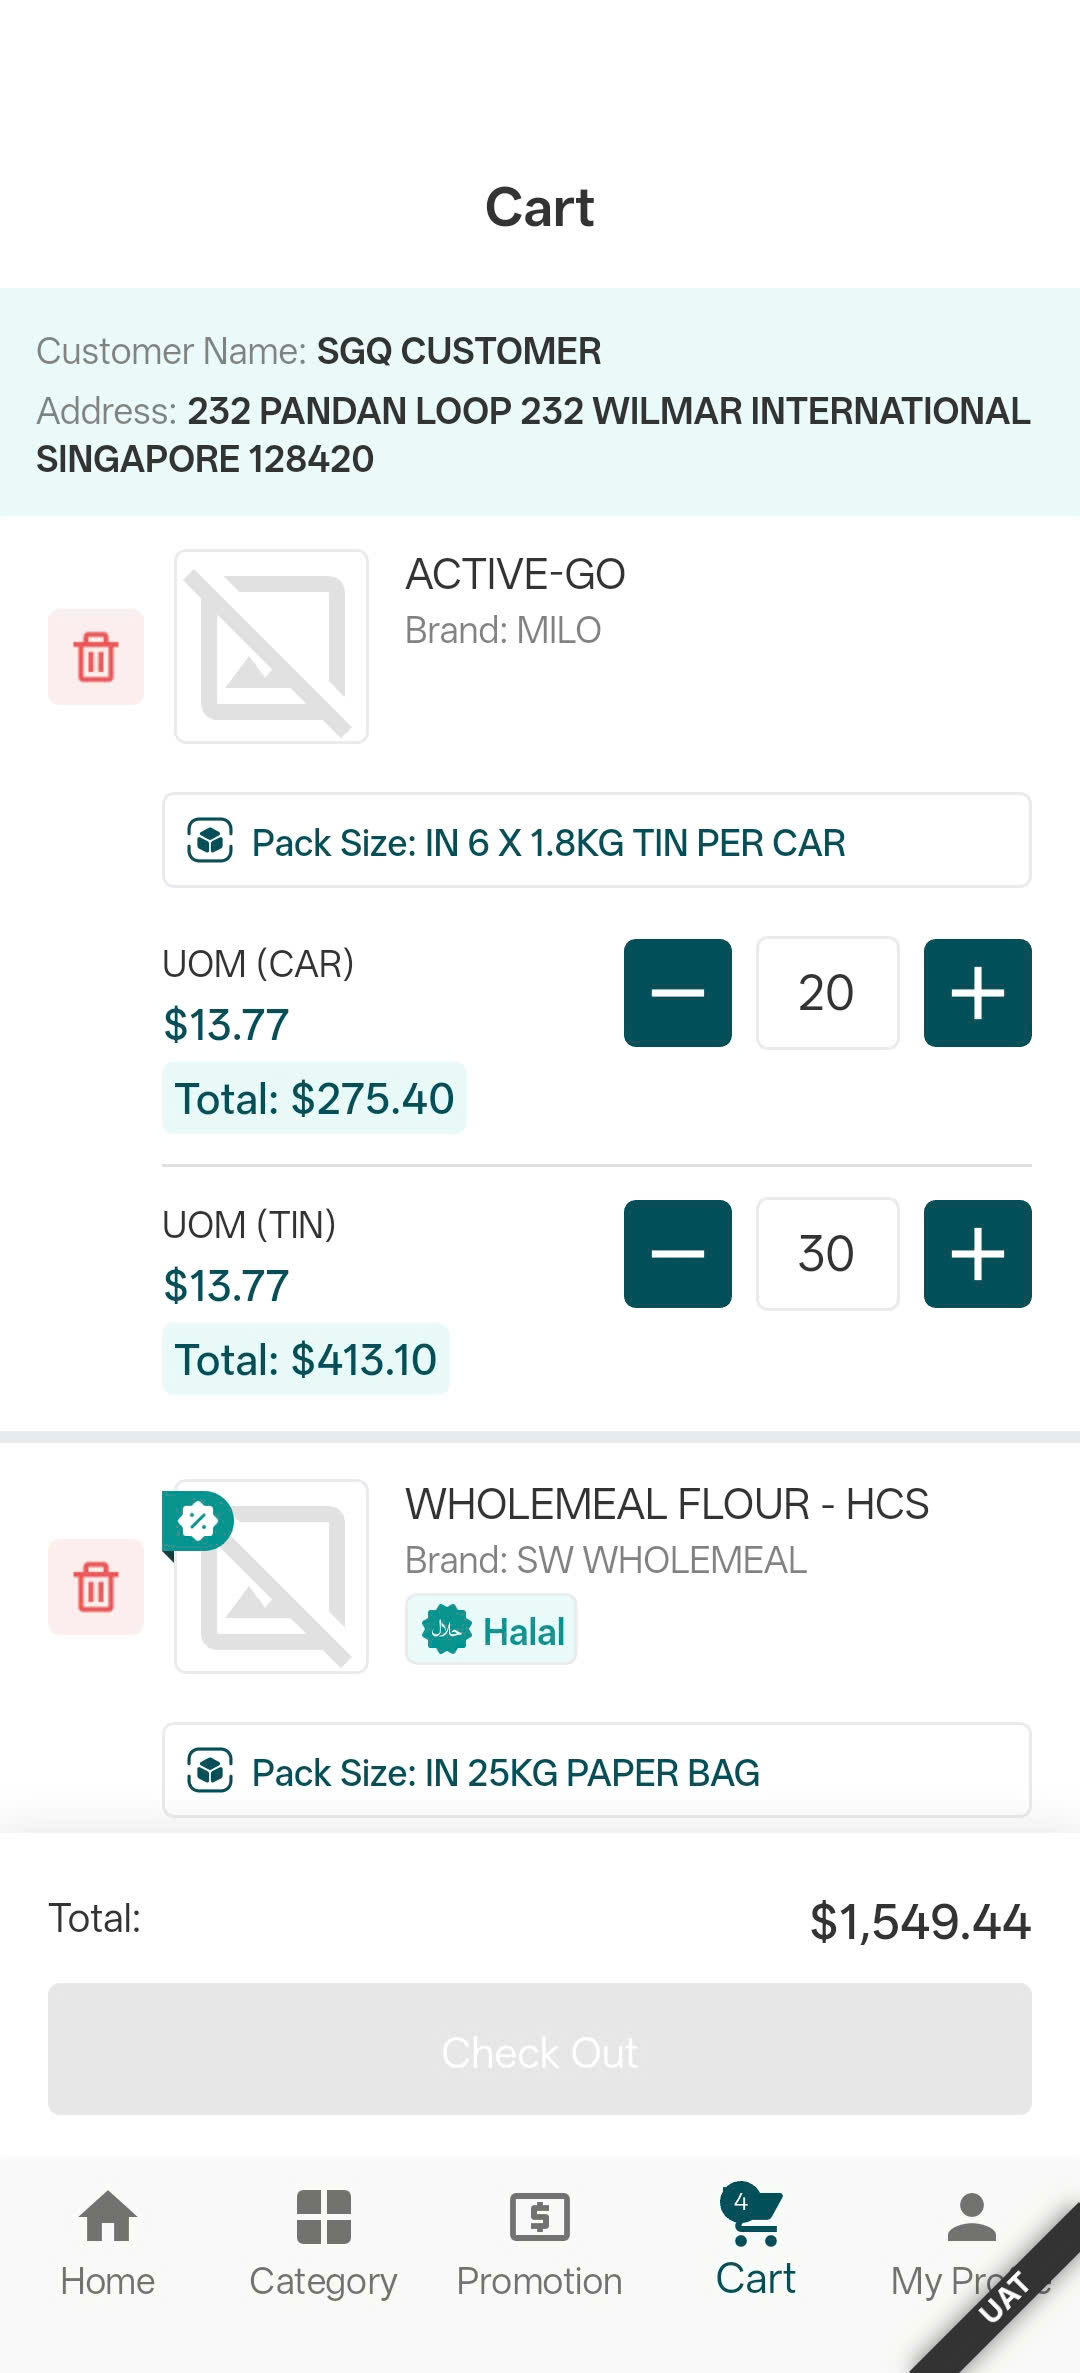 Cart
Customer Name: SGQ CUSTOMER
Address: 232 PANDAN LOOP 232 WILMAR INTERNATIONAL
SINGAPORE 128420
ACTIVE-GO
Brand: MILO
Pack Size: IN 6 X 1.8KG TIN PER CAR
UOM (CAR)
$13.77
20
Total: $275.40
UOM (TIN)
$13.77
30
Total: $413.10
WHOLEMEAL FLOUR - HCS
Brand: SW WHOLEMEAL
حلال Halal
Pack Size: IN 25KG PAPER BAG
Total: $1,549.44
Check Out
4
Home Category Promotion Cart My
UAT